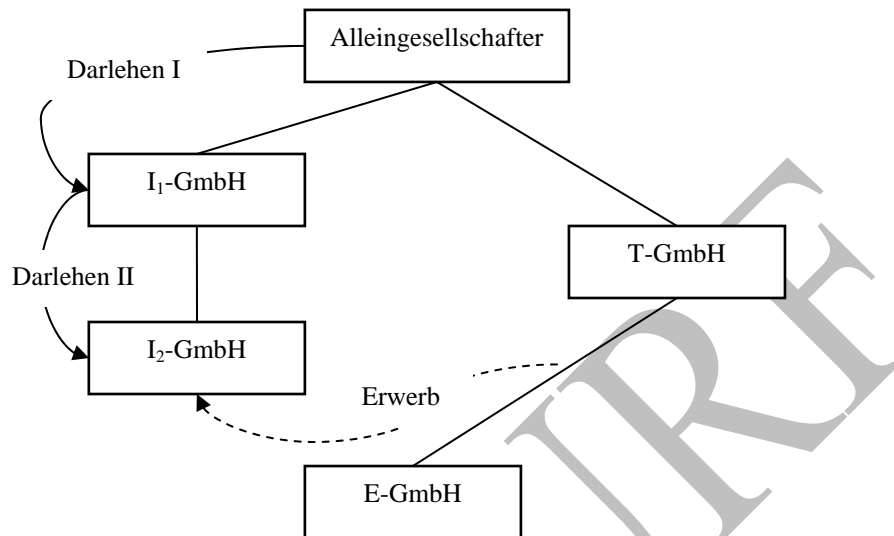 Alleingesellschafter
Darlehen I
I₁-GmbH
T-GmbH
Darlehen II
I₂-GmbH
Erwerb
E-GmbH